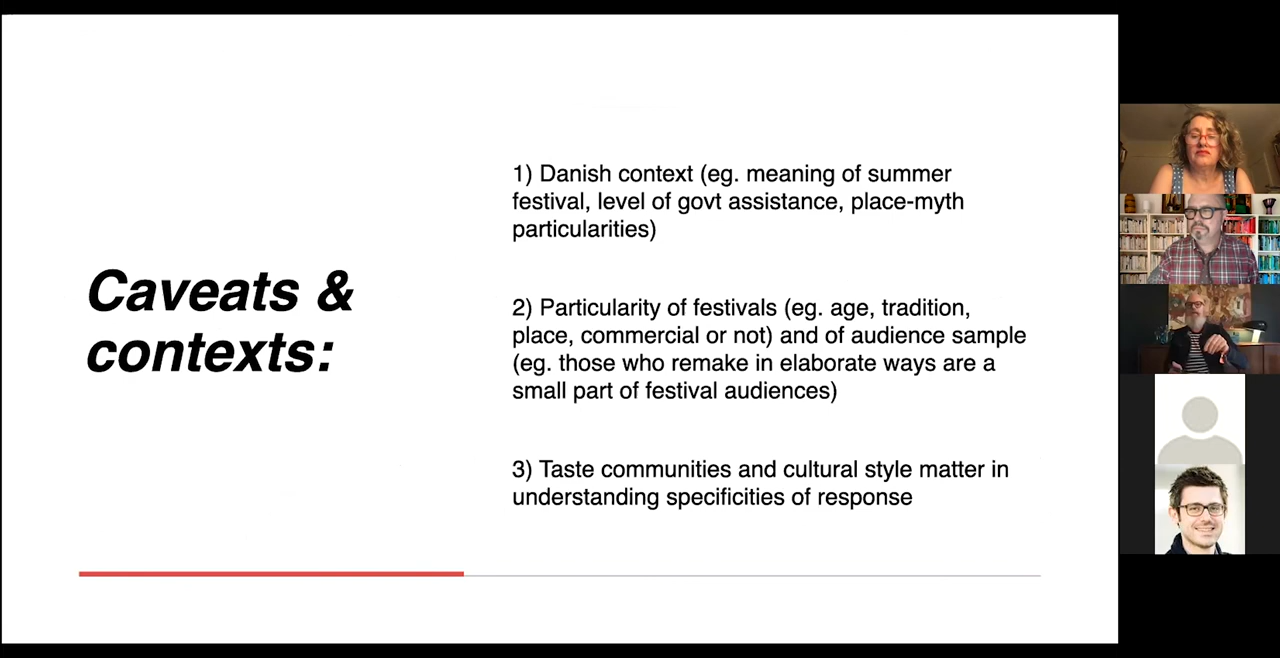 Caveats &
contexts:
1) Danish context (eg. meaning of summer
festival, level of govt assistance, place-myth
particularities)
2) Particularity of festivals (eg. age, tradition,
place, commercial or not) and of audience sample
(eg. those who remake in elaborate ways are a
small part of festival audiences)
3) Taste communities and cultural style matter in
understanding specificities of response